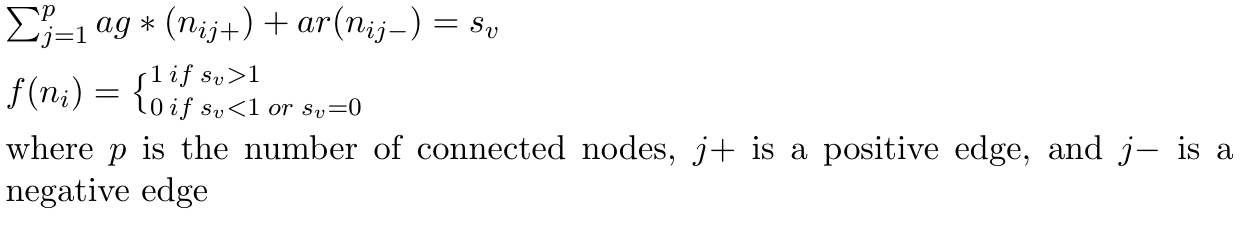 $\sum_{j=1}^{p} ag * (n_{ij+}) + ar(n_{ij-}) = s_v$
$f(n_i) = \{^{1\ if\ s_v>1}_{0\ if\ s_v<1\ or\ s_v=0}$
where $p$ is the number of connected nodes, $j+$ is a positive edge, and $j-$ is a
negative edge